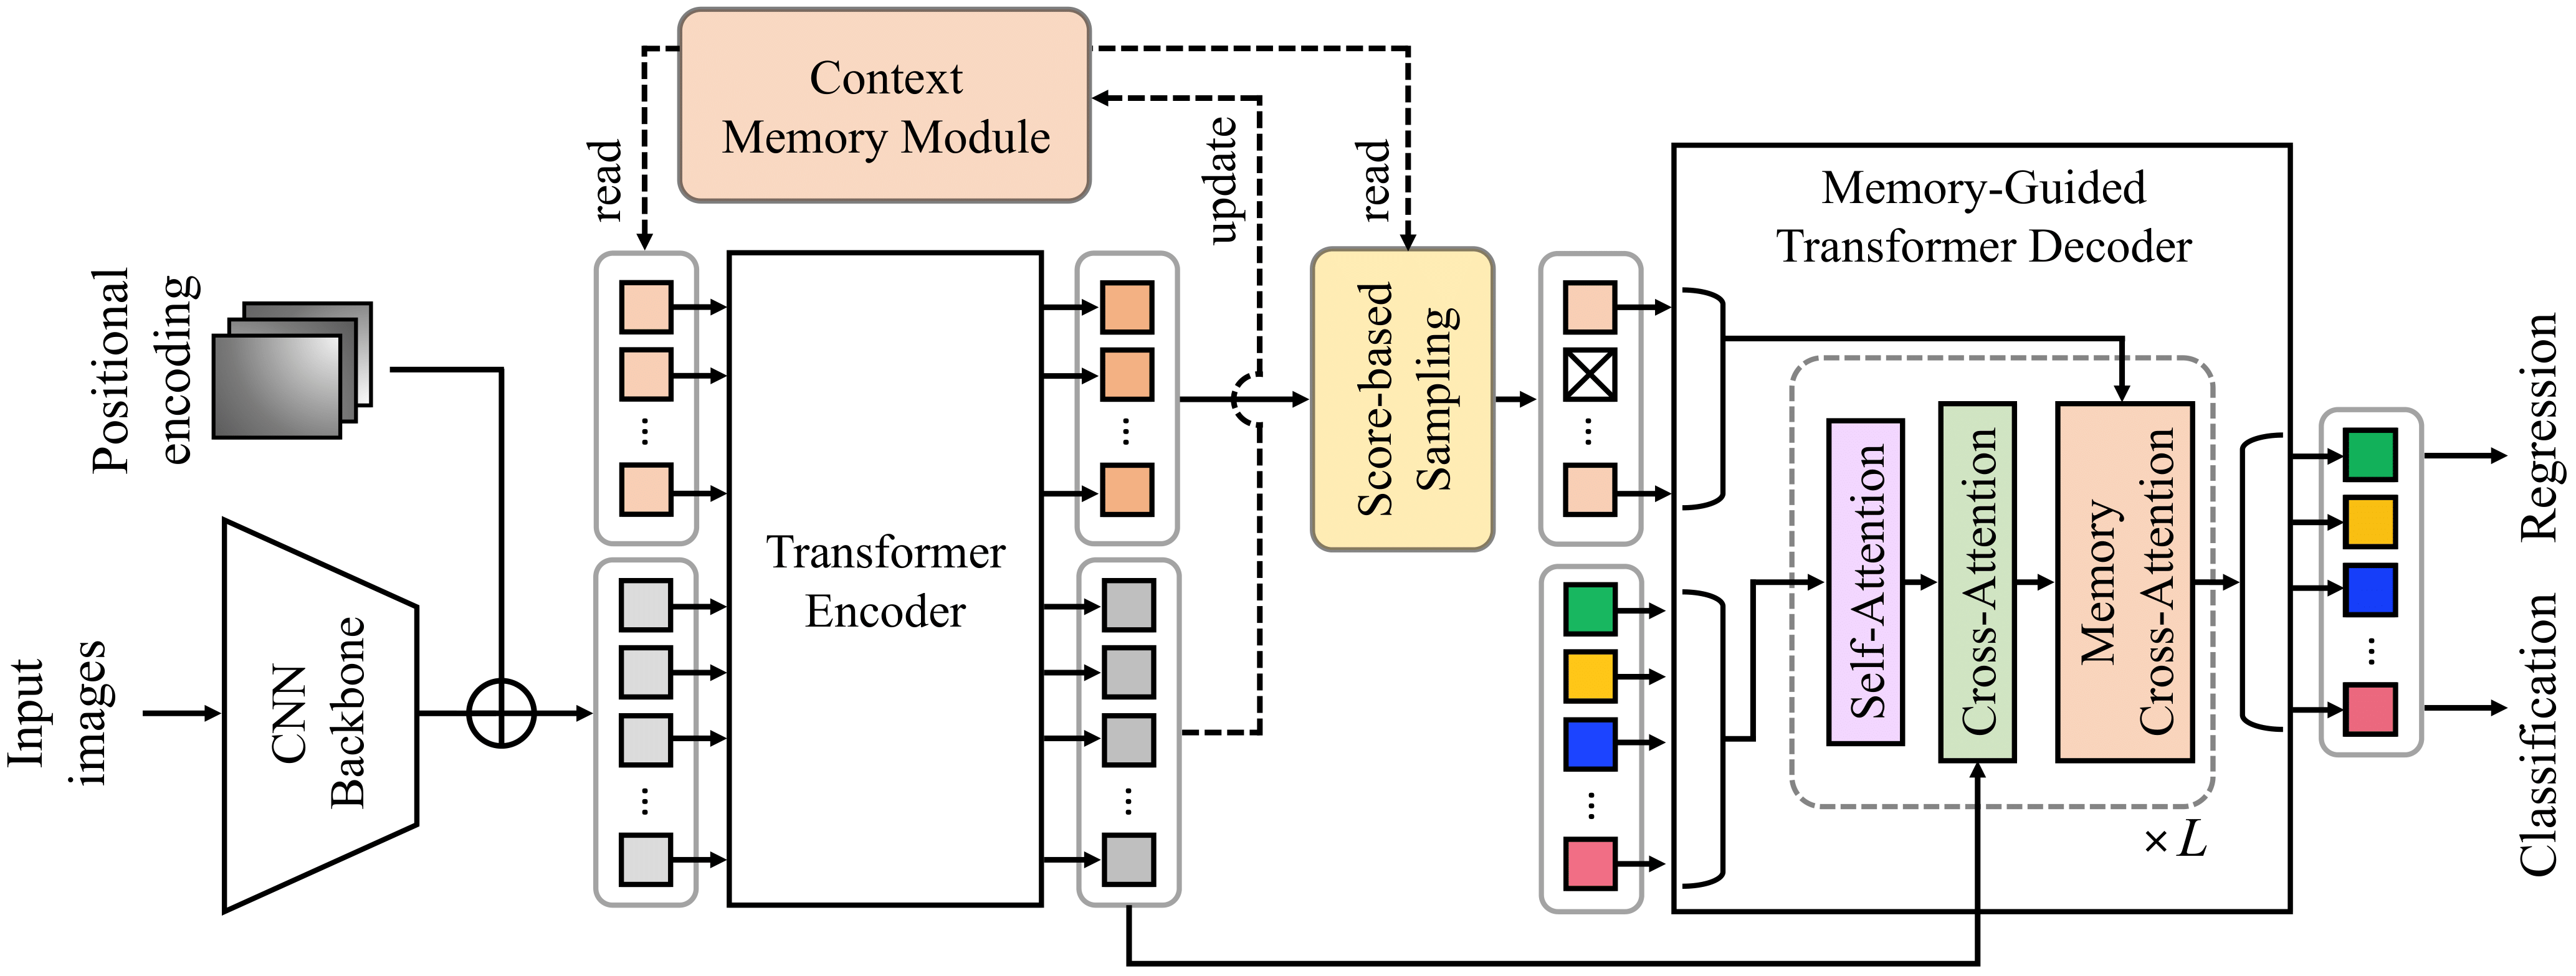 Context
Memory Module
read
update
read
Positional
encoding
Input
images
CNN
Backbone
Transformer
Encoder
Score-based
Sampling
Memory-Guided
Transformer Decoder
Self-Attention
Cross-Attention
Memory
Cross-Attention
× L
Regression
Classification